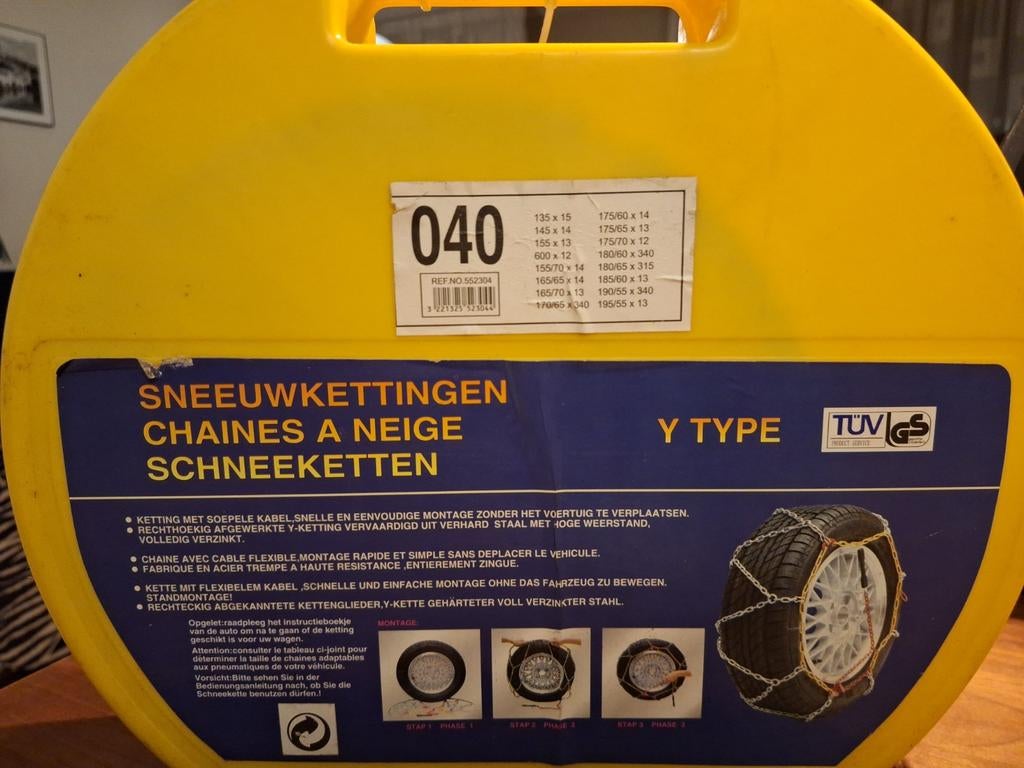 040
REF.NO.552304
3 221325 523044
135 x 15
145 x 14
155 x 13
600 x 12
155/70 x 14
165/65 x 14
165/70 x 13
170/65 x 340
175/60 x 14
175/65 x 13
175/70 x 12
180/60 x 340
180/65 x 315
185/60 x 13
190/55 x 340
195/55 x 13
SNEEUWKETTINGEN
CHAINES A NEIGE
SCHNEEKETTEN
Y TYPE
TÜV
PRODUCT SERVICE
GS
• KETTING MET SOEPELE KABEL,SNELLE EN EENVOUDIGE MONTAGE ZONDER HET VOERTUIG TE VERPLAATSEN.
• RECHTHOEKIG AFGEWERKTE Y-KETTING VERVAARDIGD UIT VERHARD STAAL MET HOGE WEERSTAND,
VOLLEDIG VERZINKT.
• CHAINE AVEC CABLE FLEXIBLE,MONTAGE RAPIDE ET SIMPLE SANS DEPLACER LE VEHICULE.
• FABRIQUE EN ACIER TREMPE A HAUTE RESISTANCE ,ENTIEREMENT ZINGUE.
• KETTE MIT FLEXIBELEM KABEL ,SCHNELLE UND EINFACHE MONTAGE OHNE DAS FAHRZEUG ZU BEWEGEN.
STANDMONTAGE!
• RECHTECKIG ABGEKANNTETE KETTENGLIEDER,Y-KETTE GEHÄRTETER VOLL VERZINKTER STAHL.
Opgelet:raadpleeg het instructieboekje
van de auto om na te gaan of de ketting
geschikt is voor uw wagen.
Attention:consulter le tableau ci-joint pour
dèterminer la taille de chaines adaptables
aux pneumatiques de votre véhicule.
Vorsicht:Bitte sehen Sie in der
Bedienungsanleitung nach, ob Sie die
Schneekette benutzen dürfen.!
MONTAGE:
STAP 1 PHASE 1
STAP 2 PHASE 2
STAP 3 PHASE 3